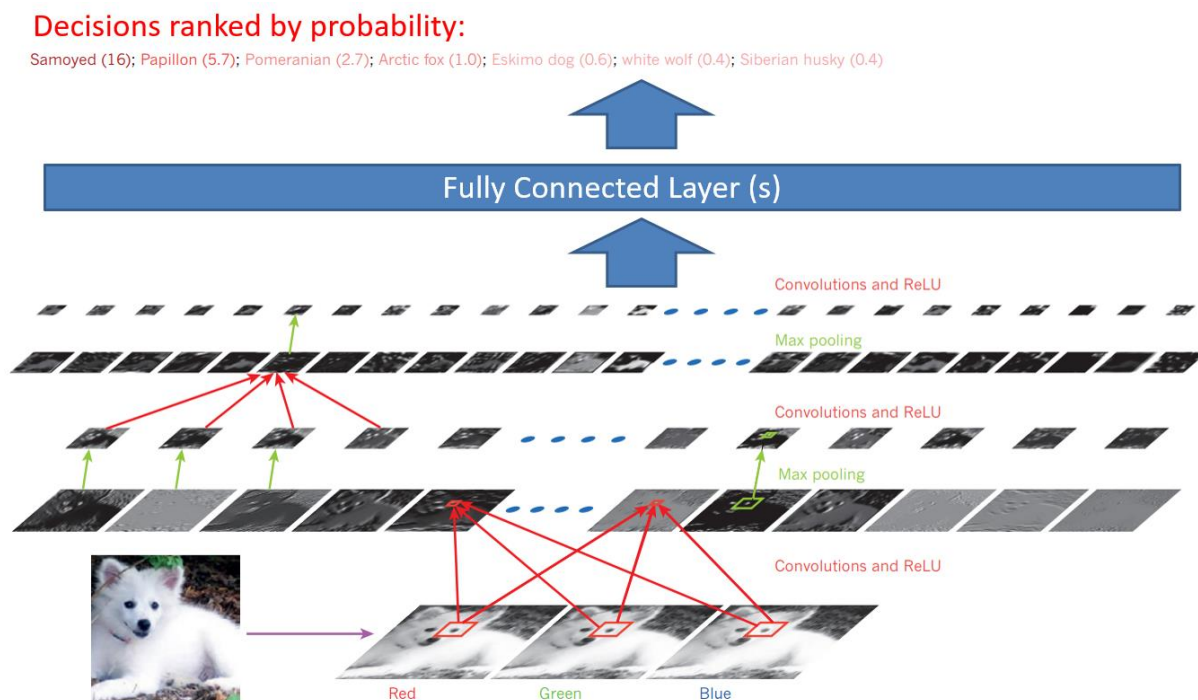 Decisions ranked by probability:
Samoyed (16); Papillon (5.7); Pomeranian (2.7); Arctic fox (1.0); Eskimo dog (0.6); white wolf (0.4); Siberian husky (0.4)
Fully Connected Layer (s)
Convolutions and ReLU
Max pooling
Convolutions and ReLU
Max pooling
Convolutions and ReLU
Red Green Blue